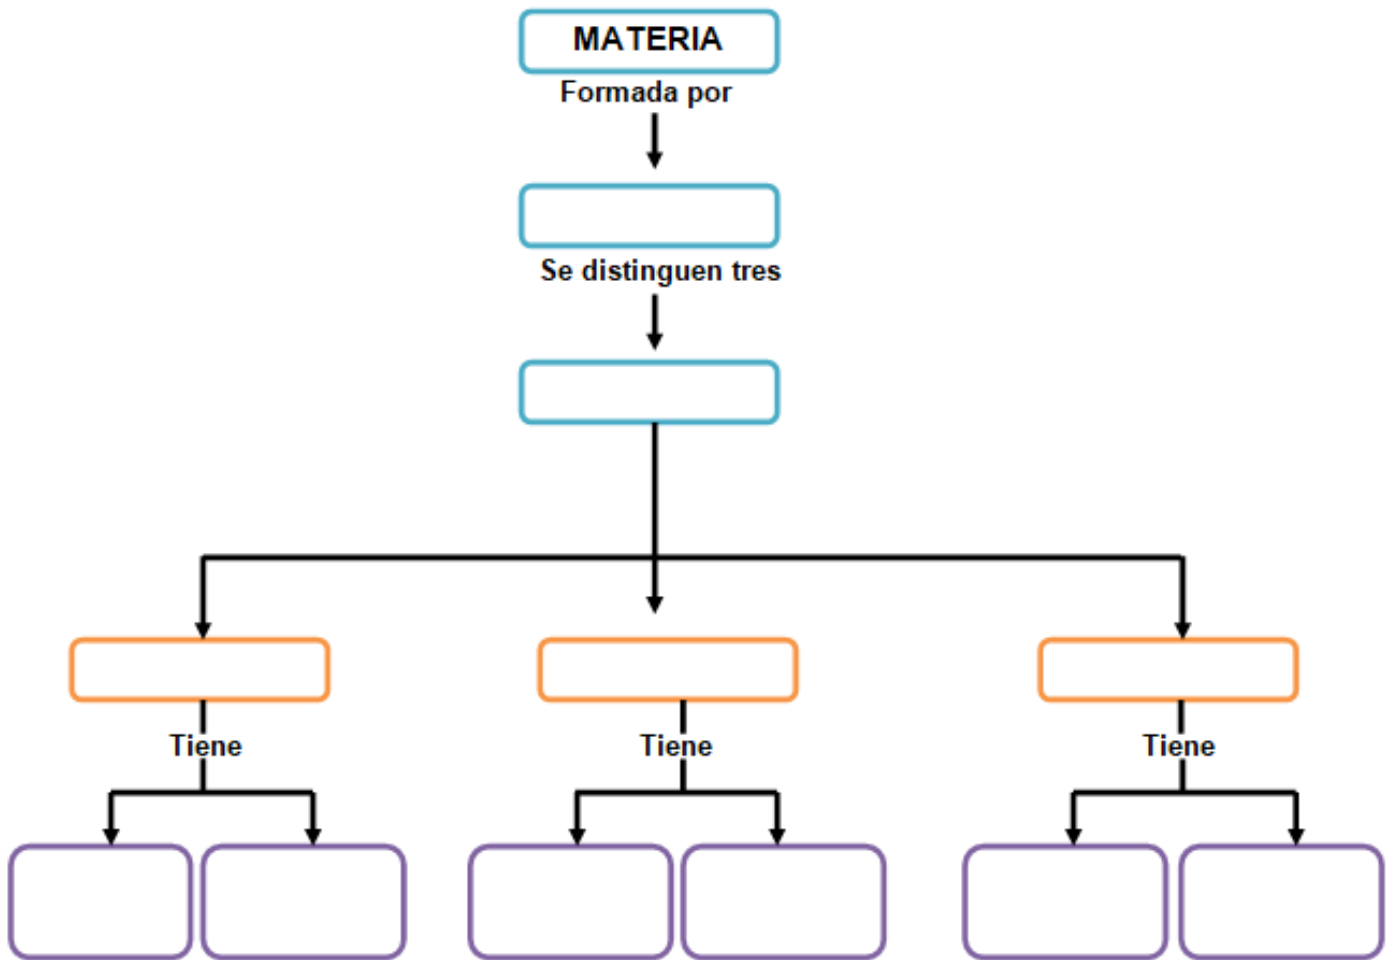 MATERIA
Formada por
Se distinguen tres
Tiene
Tiene
Tiene